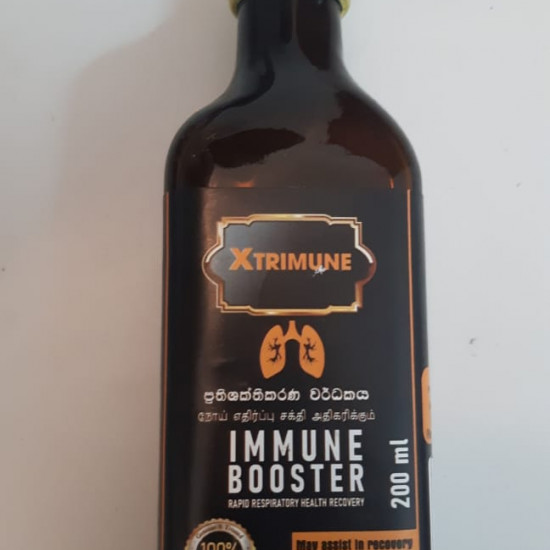 XTRIMUNE
ප්‍රතිශක්තිකරණ වර්ධකය
நோய் எதிர்ப்பு சக்தி அதிகரிக்கும்
IMMUNE
BOOSTER
RAPID RESPIRATORY HEALTH RECOVERY
200 ml
100%
May assist in recovery